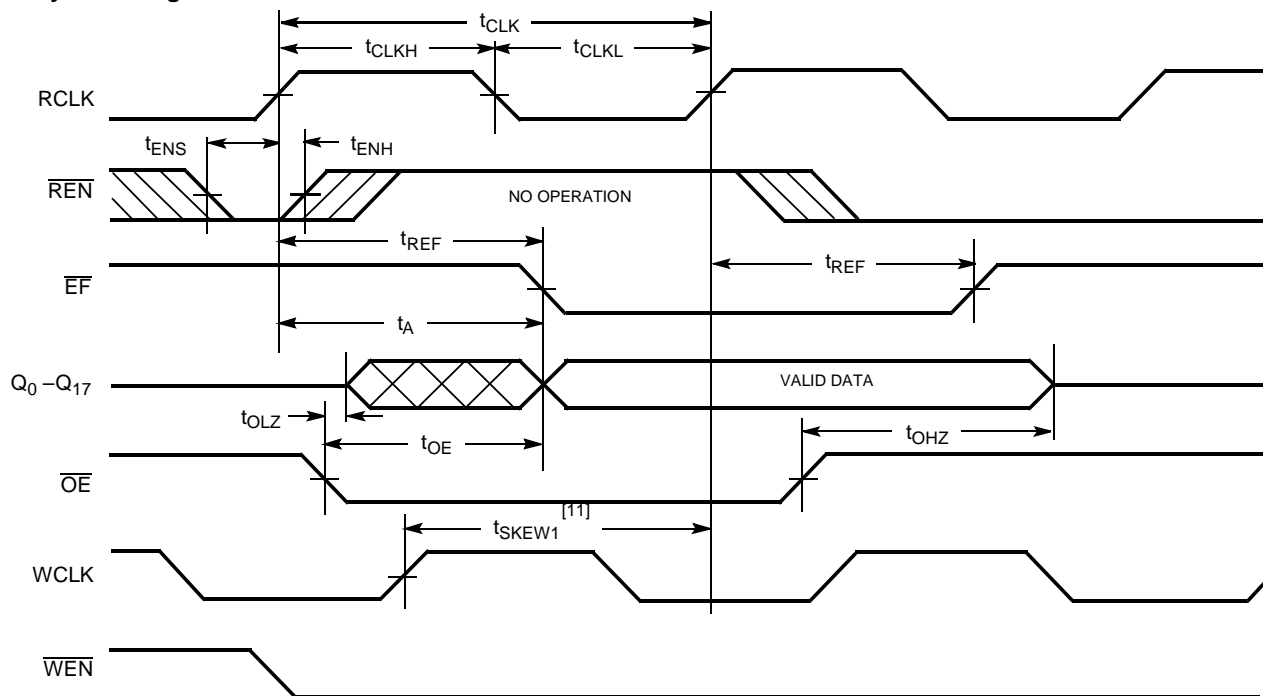 tCLK
tCLKH
tCLKL
RCLK
tENS
tENH
REN
NO OPERATION
tREF
tREF
EF
tA
Q0 –Q17
VALID DATA
tOLZ
tOE
tOHZ
OE
tSKEW1 [11]
WCLK
WEN